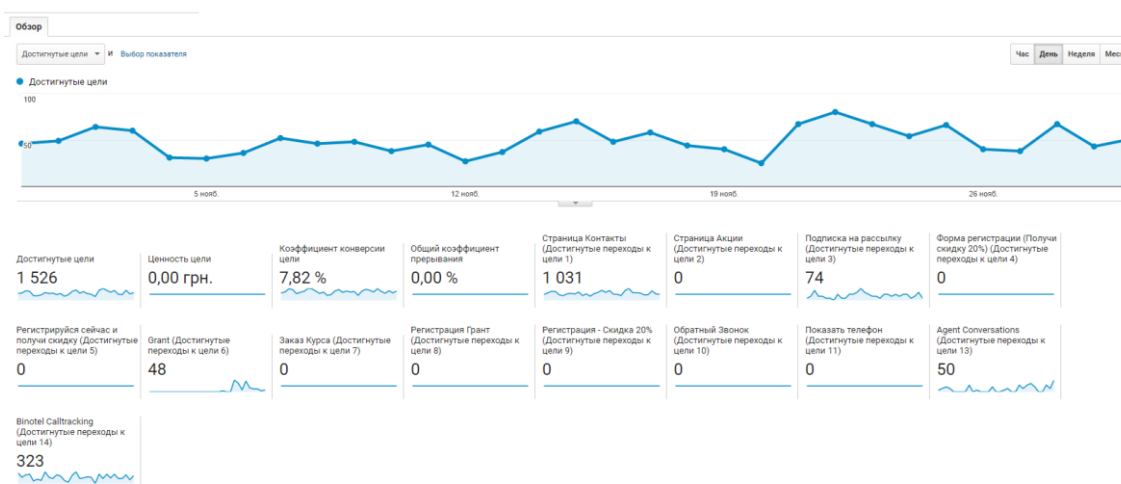 Обзор
Достигнутые цели и Выбор показателя
Час День Неделя Меся
Достигнутые цели
100
50
5 нояб. 12 нояб. 19 нояб. 26 нояб.
Достигнутые цели
1 526
Ценность цели
0,00 грн.
Коэффициент конверсии
цели
7,82 %
Общий коэффициент
прерывания
0,00 %
Страница Контакты
(Достигнутые переходы к
цели 1)
1 031
Страница Акции
(Достигнутые переходы к
цели 2)
0
Подписка на рассылку
(Достигнутые переходы к
цели 3)
74
Форма регистрации (Получи
скидку 20%) (Достигнутые
переходы к цели 4)
0
Регистрируйся сейчас и
получи скидку (Достигнутые
переходы к цели 5)
0
Grant (Достигнутые
переходы к цели 6)
48
Заказ Курса (Достигнутые
переходы к цели 7)
0
Регистрация Грант
(Достигнутые переходы к
цели 8)
0
Регистрация - Скидка 20%
(Достигнутые переходы к
цели 9)
0
Обратный Звонок
(Достигнутые переходы к
цели 10)
0
Показать телефон
(Достигнутые переходы к
цели 11)
0
Agent Conversations
(Достигнутые переходы к
цели 13)
50
Binotel Calltracking
(Достигнутые переходы к
цели 14)
323